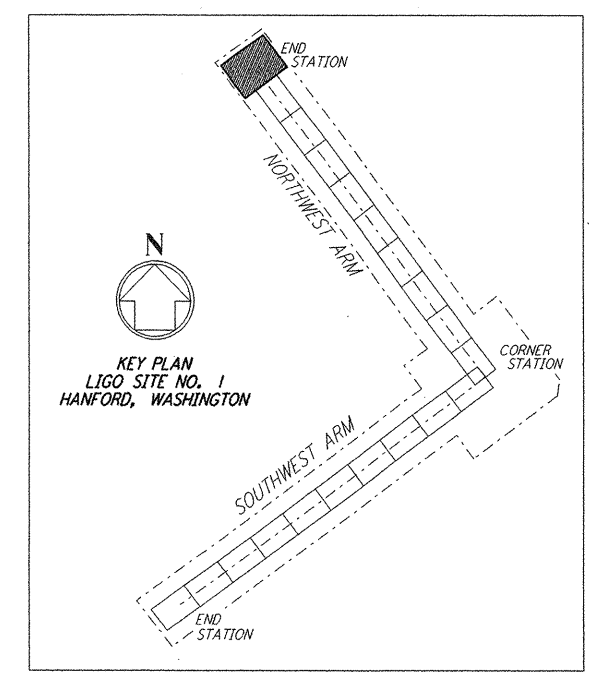 END
STATION
NORTHWEST ARM
N
KEY PLAN
LIGO SITE NO. 1
HANFORD, WASHINGTON
CORNER
STATION
SOUTHWEST ARM
END
STATION